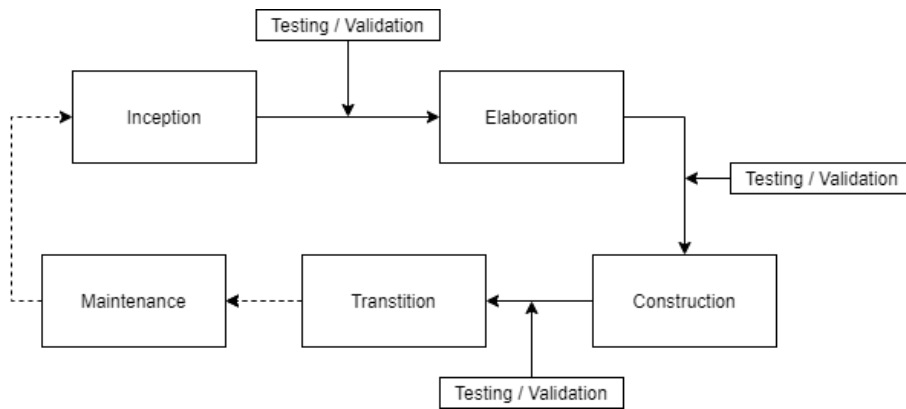 Testing / Validation
Inception
Elaboration
Testing / Validation
Maintenance
Transtition
Construction
Testing / Validation